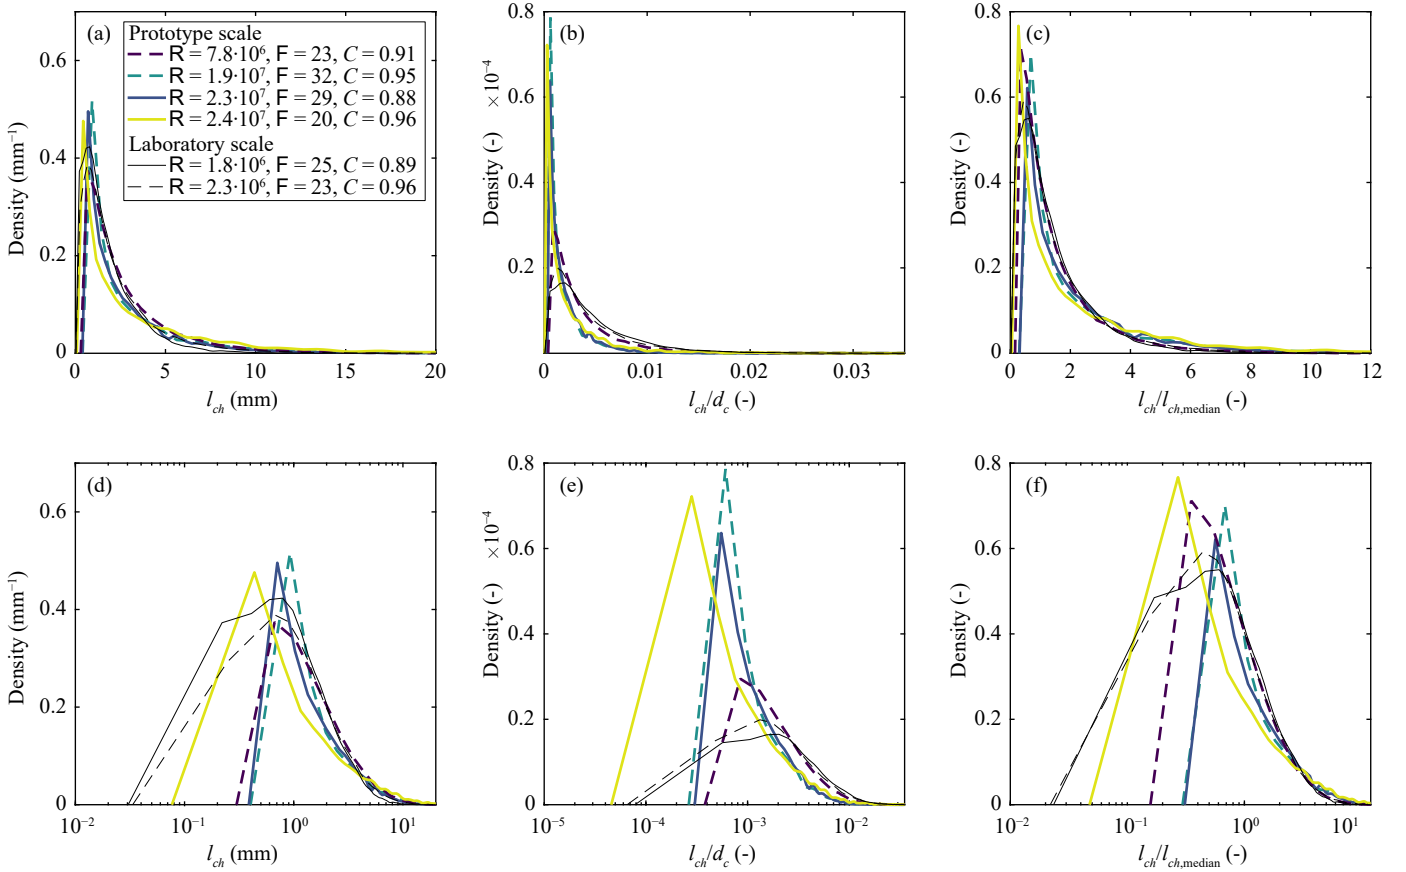 (a)
Prototype scale
R = 7.8·10⁶, F = 23, C = 0.91
R = 1.9·10⁷, F = 32, C = 0.95
R = 2.3·10⁷, F = 29, C = 0.88
R = 2.4·10⁷, F = 20, C = 0.96
Laboratory scale
R = 1.8·10⁶, F = 25, C = 0.89
R = 2.3·10⁶, F = 23, C = 0.96
Density (mm⁻¹)
0.6
0.4
0.2
0
0 5 10 15 20
l_ch (mm)
(b)
Density (-) ×10⁻⁴
0.8
0.6
0.4
0.2
0
0 0.01 0.02 0.03
l_ch/d_c (-)
(c)
Density (-)
0.8
0.6
0.4
0.2
0
0 2 4 6 8 10 12
l_ch/l_ch,median (-)
(d)
Density (mm⁻¹)
0.6
0.4
0.2
0
10⁻² 10⁻¹ 10⁰ 10¹
l_ch (mm)
(e)
Density (-) ×10⁻⁴
0.8
0.6
0.4
0.2
0
10⁻⁵ 10⁻⁴ 10⁻³ 10⁻²
l_ch/d_c (-)
(f)
Density (-)
0.8
0.6
0.4
0.2
0
10⁻² 10⁻¹ 10⁰ 10¹
l_ch/l_ch,median (-)